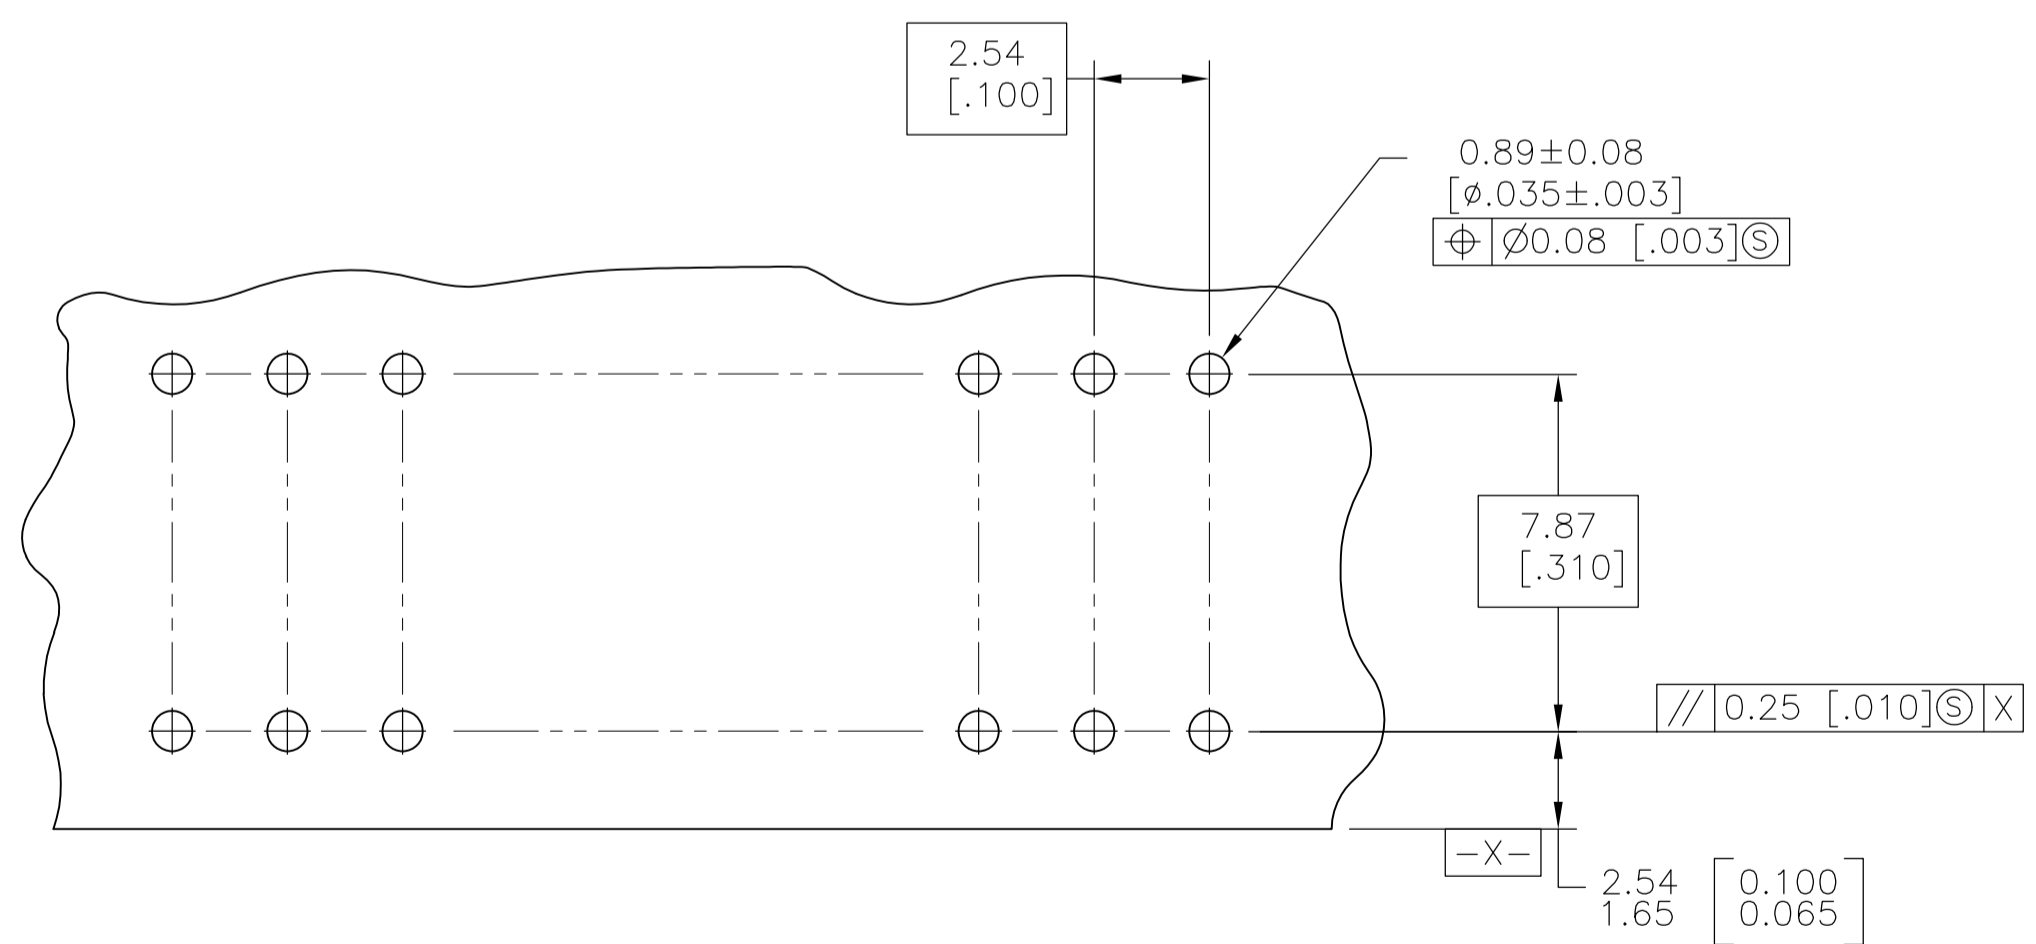 2.54
[.100]
0.89±0.08
[⌀.035±.003]
⌖ ⌀0.08 [.003]Ⓢ
7.87
[.310]
// 0.25 [.010]Ⓢ X
-X-
2.54 [0.100
1.65 0.065]